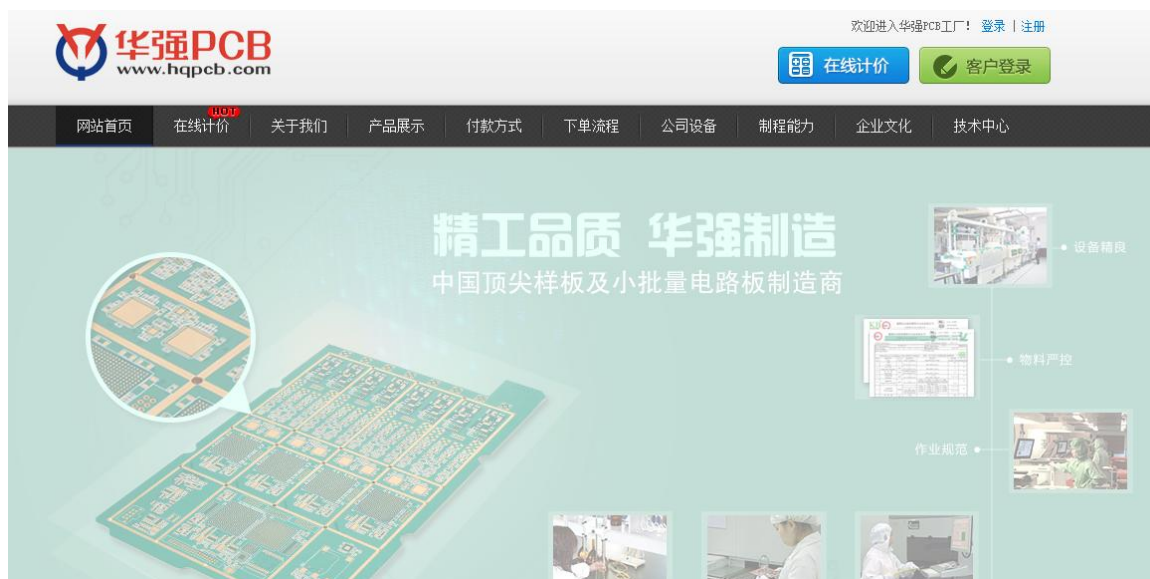 欢迎进入华强PCB工厂! 登录 | 注册
华强PCB
www.hqpcb.com
在线计价 客户登录
HOT
网站首页 在线计价 关于我们 产品展示 付款方式 下单流程 公司设备 制程能力 企业文化 技术中心
精工品质 华强制造
中国顶尖样板及小批量电路板制造商
设备精良
物料严控
作业规范